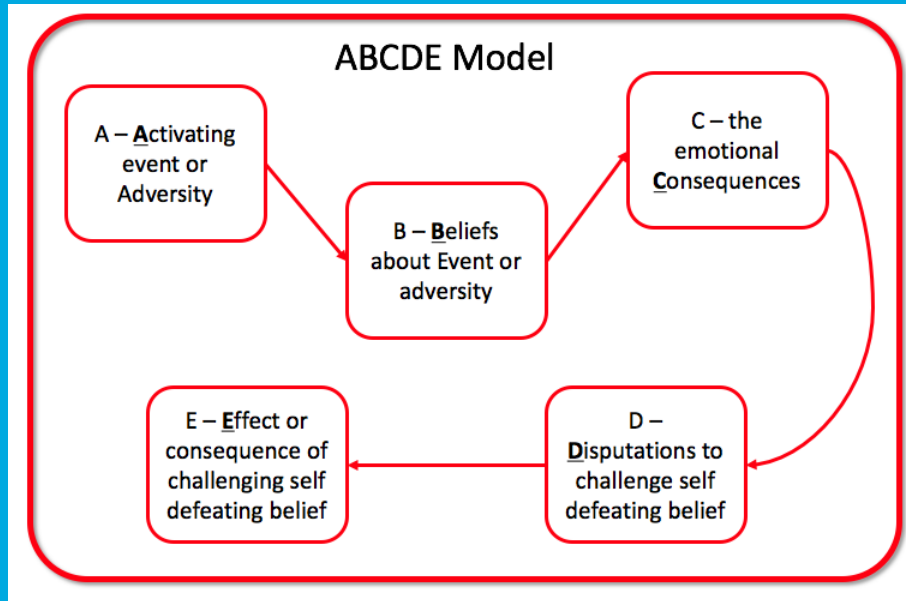 ABCDE Model
A – Activating
event or
Adversity
B – Beliefs
about Event or
adversity
C – the
emotional
Consequences
D –
Disputations to
challenge self
defeating belief
E – Effect or
consequence of
challenging self
defeating belief